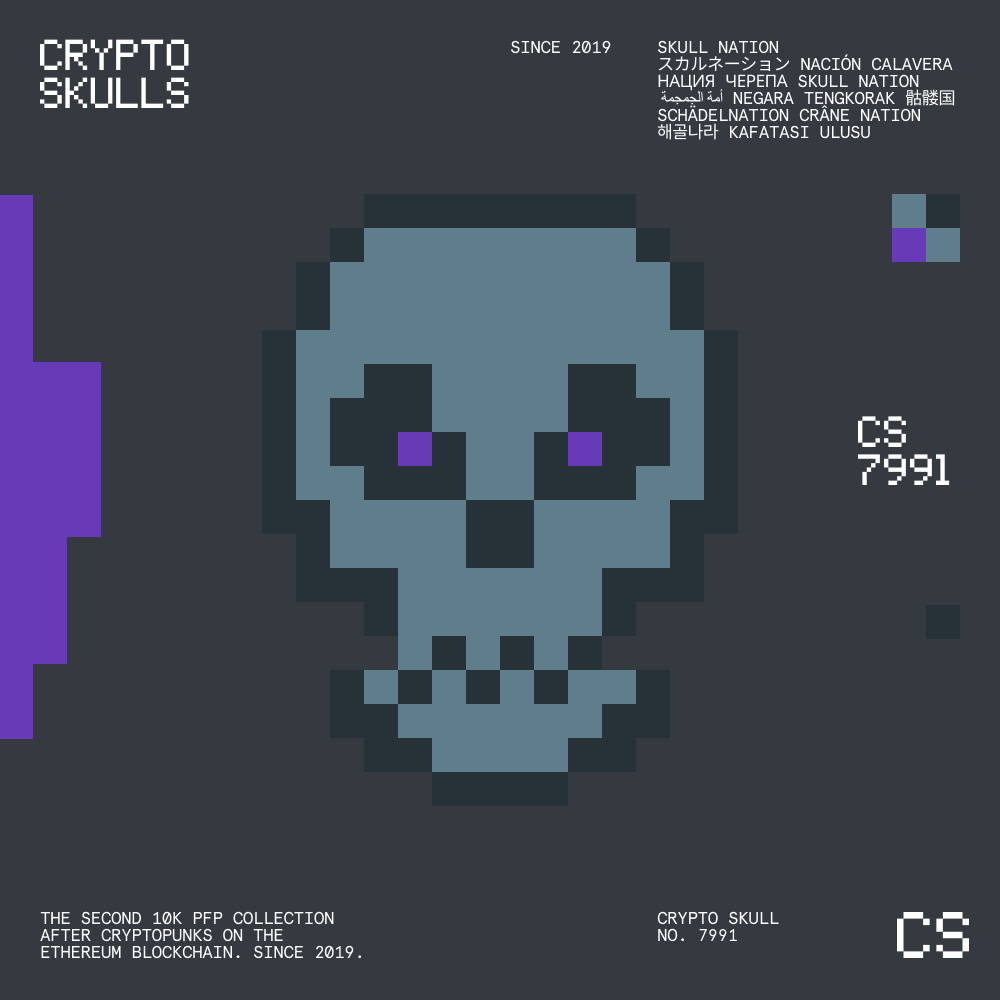 CRYPTO
SKULLS
SINCE 2019
SKULL NATION
スカルネーション NACIÓN CALAVERA
НАЦИЯ ЧЕРЕПА SKULL NATION
أمة الجمجمة NEGARA TENGKORAK 骷髅国
SCHÄDELNATION CRÂNE NATION
해골나라 KAFATASI ULUSU
CS
7991
THE SECOND 10K PFP COLLECTION
AFTER CRYPTOPUNKS ON THE
ETHEREUM BLOCKCHAIN. SINCE 2019.
CRYPTO SKULL
NO. 7991
CS